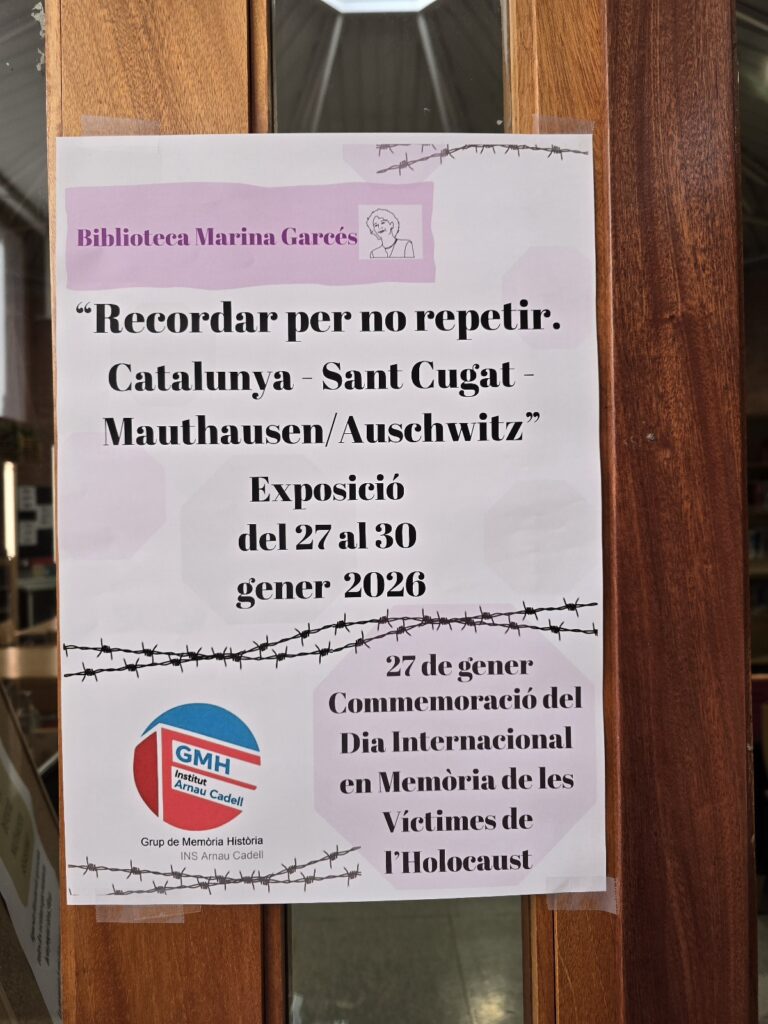 Biblioteca Marina Garcés
“Recordar per no repetir.
Catalunya - Sant Cugat -
Mauthausen/Auschwitz”
Exposició
del 27 al 30
gener 2026
27 de gener
Commemoració del
Dia Internacional
en Memòria de les
Víctimes de
l’Holocaust
GMH
Institut
Arnau Cadell
Grup de Memòria Història
INS Arnau Cadell